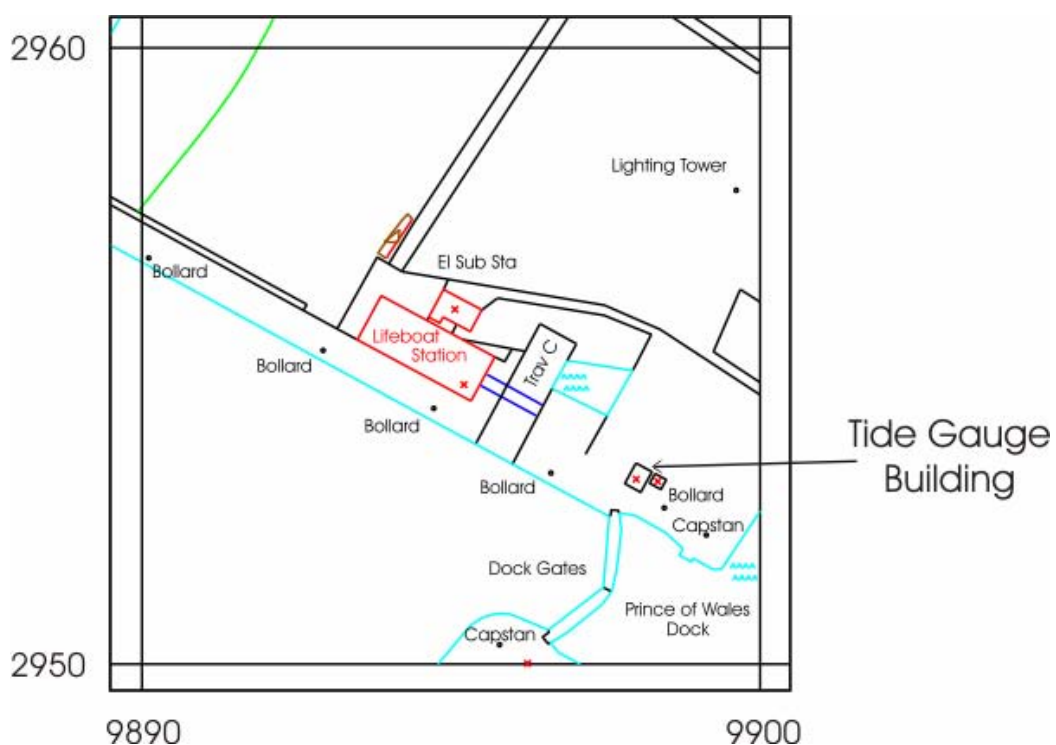 2960
Lighting Tower
El Sub Sta
Bollard
Lifeboat
Station
Trav C
Bollard
Bollard
Tide Gauge
Building
Bollard
Bollard
Capstan
Dock Gates
Prince of Wales
Dock
Capstan
2950
9890
9900